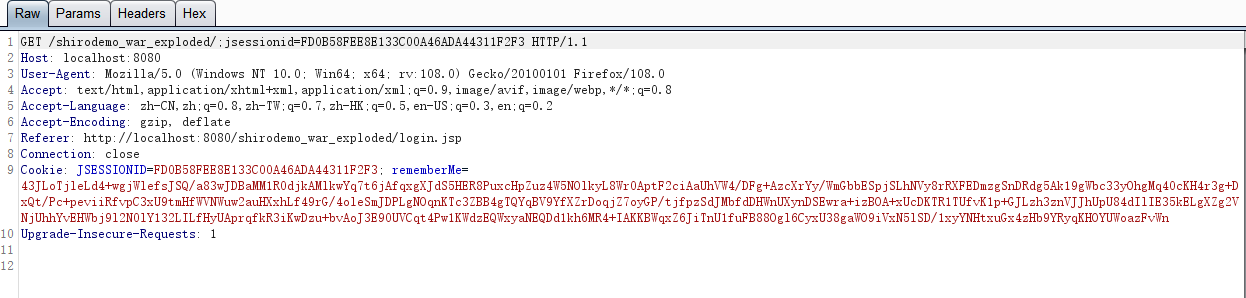 Raw Params Headers Hex
1 GET /shirodemo_war_exploded/;jsessionid=FD0B58FEE8E133C00A46ADA44311F2F3 HTTP/1.1
2 Host: localhost:8080
3 User-Agent: Mozilla/5.0 (Windows NT 10.0; Win64; x64; rv:108.0) Gecko/20100101 Firefox/108.0
4 Accept: text/html,application/xhtml+xml,application/xml;q=0.9,image/avif,image/webp,*/*;q=0.8
5 Accept-Language: zh-CN,zh;q=0.8,zh-TW;q=0.7,zh-HK;q=0.5,en-US;q=0.3,en;q=0.2
6 Accept-Encoding: gzip, deflate
7 Referer: http://localhost:8080/shirodemo_war_exploded/login.jsp
8 Connection: close
9 Cookie: JSESSIONID=FD0B58FEE8E133C00A46ADA44311F2F3; rememberMe=
43JLoTjleLd4+wgjWlefsJSQ/a83wJDBaMM1R0djkAMlkwYq7t6jAfqxgXJdS5HER8PuxcHpZuz4W5NOlkyL8Wr0AptF2ciAaUhVW4/DFg+AzcXrYy/WmGbbESpjSLhNVy8rRXFEDmzgSnDRdg5Ak19gWbc33yOhgMq40cKH4r3g+D
xQt/Pc+peviiRfvpC3xU9tmHfWVNWuw2auHXxhLf49rG/4oleSmJDPLgNOqnKTc3ZBB4gTQYqBV9YfXZrDoqjZ7oyGP/tjfpzSdJMbfdDHWnUXynDSEwra+izBOA+xUcDKTR1TUfvK1p+GJLzh3znVJJhUpU84dIlIE35kELgXZg2V
NjUhhYvEHWbj9l2NOlY132LILfHyUAprqfkR3iKwDzu+bvAoJ3E90UVCqt4Pw1KWdzEQWxyaNEQDd1kh6MR4+IAKKBWqxZ6JiTnU1fuFB88Ogl6CyxU38gaWO9iVxN5lSD/1xyYNHtxuGx4zHb9YRyqKHOYUWoazFvWn
10 Upgrade-Insecure-Requests: 1
11
12